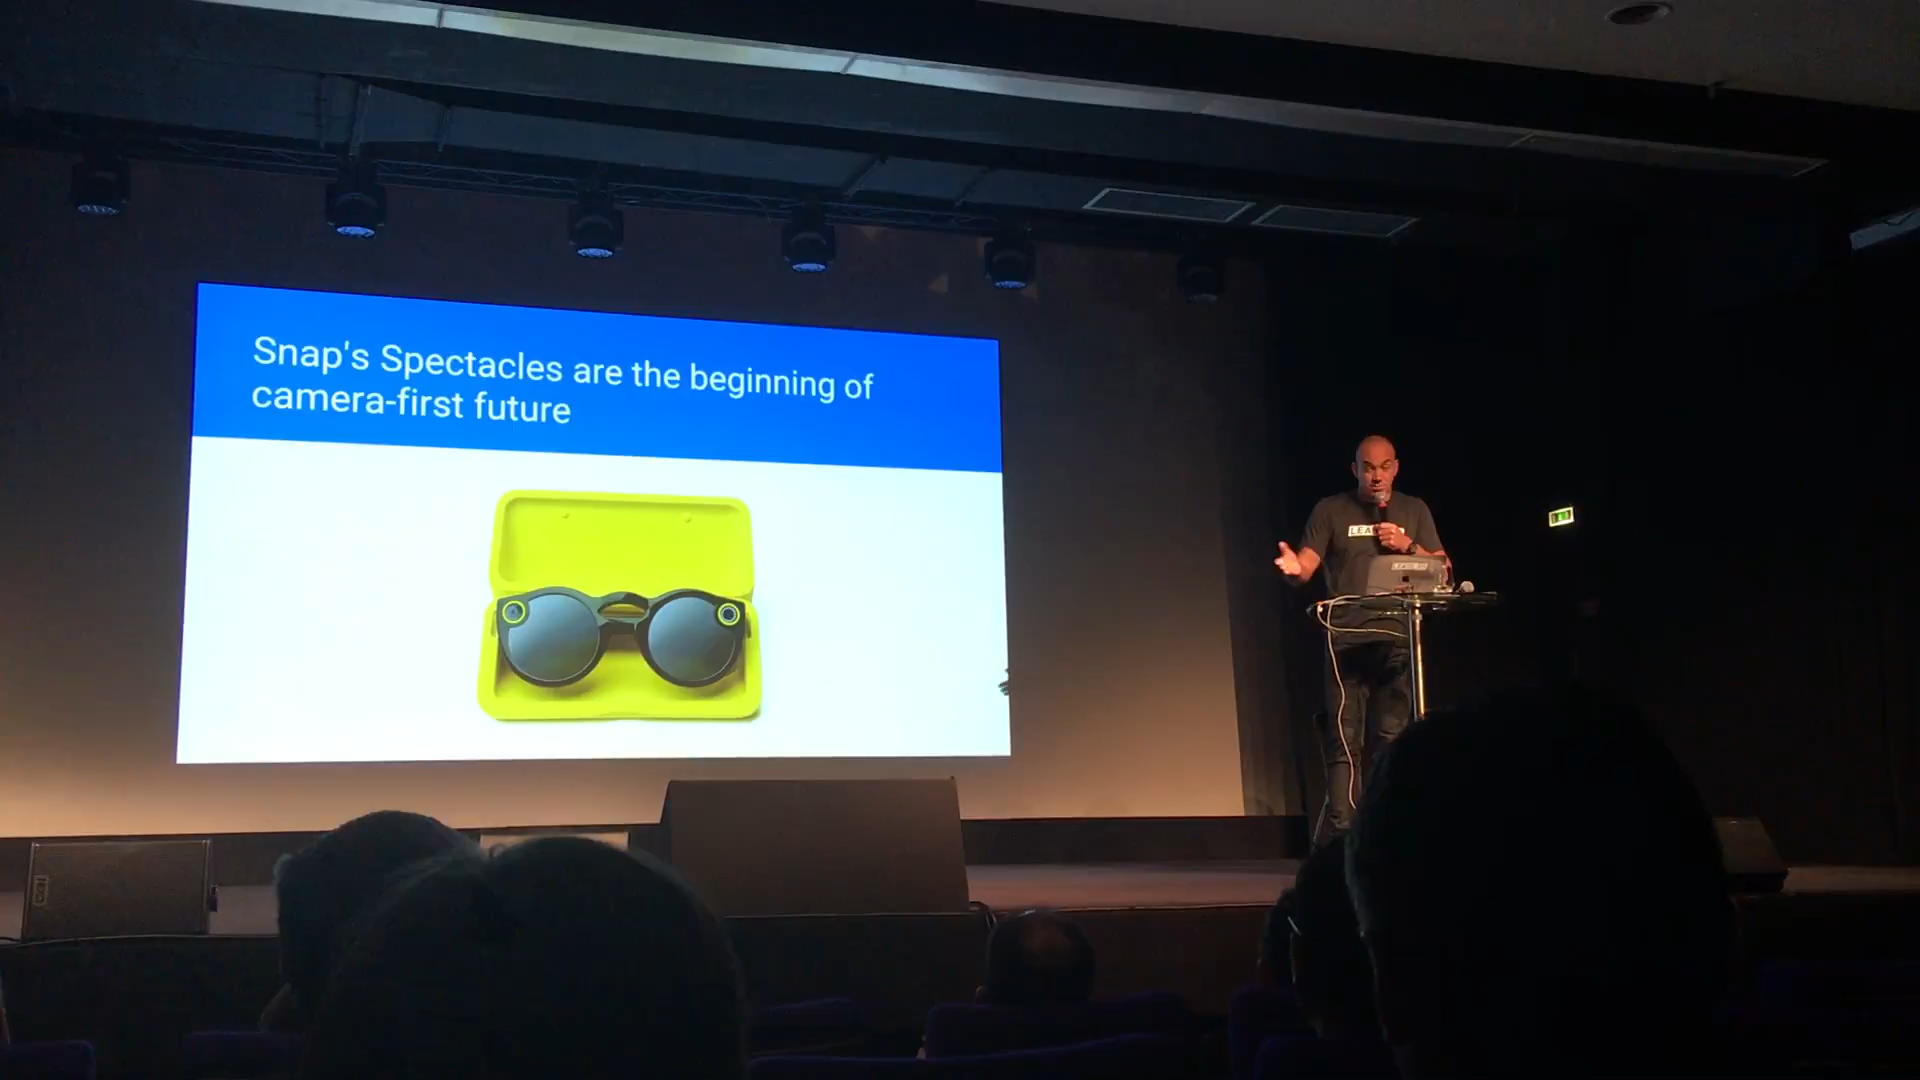 Snap's Spectacles are the beginning of
camera-first future